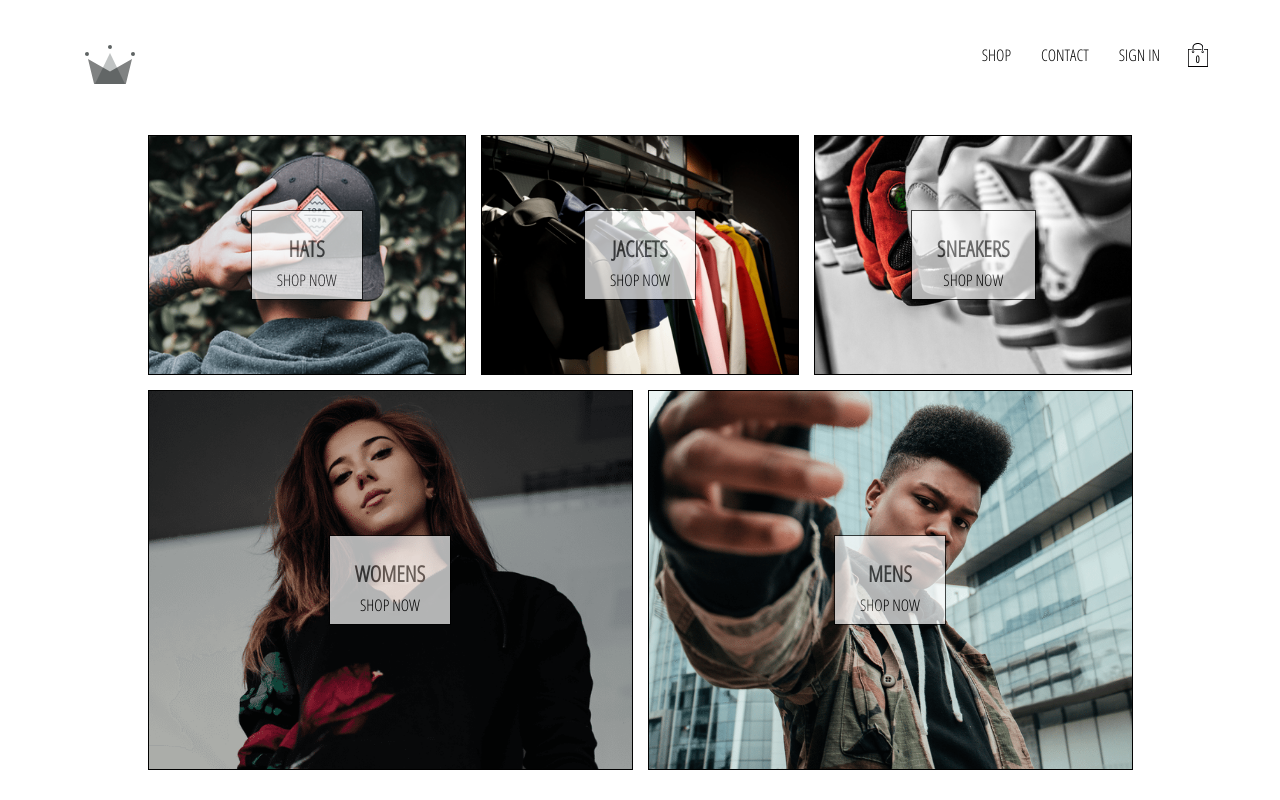 SHOP CONTACT SIGN IN 0
HATS
SHOP NOW
JACKETS
SHOP NOW
SNEAKERS
SHOP NOW
WOMENS
SHOP NOW
MENS
SHOP NOW